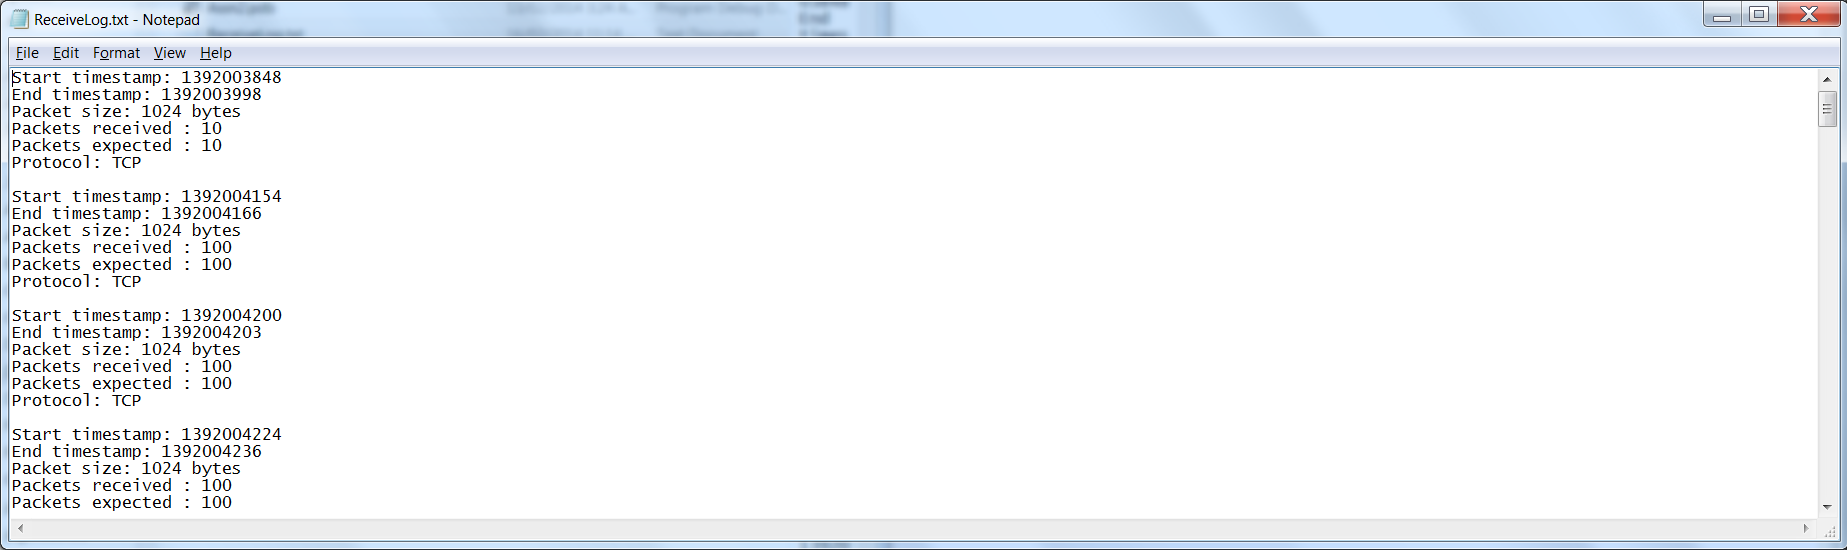 ReceiveLog.txt - Notepad
File Edit Format View Help
Start timestamp: 1392003848
End timestamp: 1392003998
Packet size: 1024 bytes
Packets received : 10
Packets expected : 10
Protocol: TCP
Start timestamp: 1392004154
End timestamp: 1392004166
Packet size: 1024 bytes
Packets received : 100
Packets expected : 100
Protocol: TCP
Start timestamp: 1392004200
End timestamp: 1392004203
Packet size: 1024 bytes
Packets received : 100
Packets expected : 100
Protocol: TCP
Start timestamp: 1392004224
End timestamp: 1392004236
Packet size: 1024 bytes
Packets received : 100
Packets expected : 100